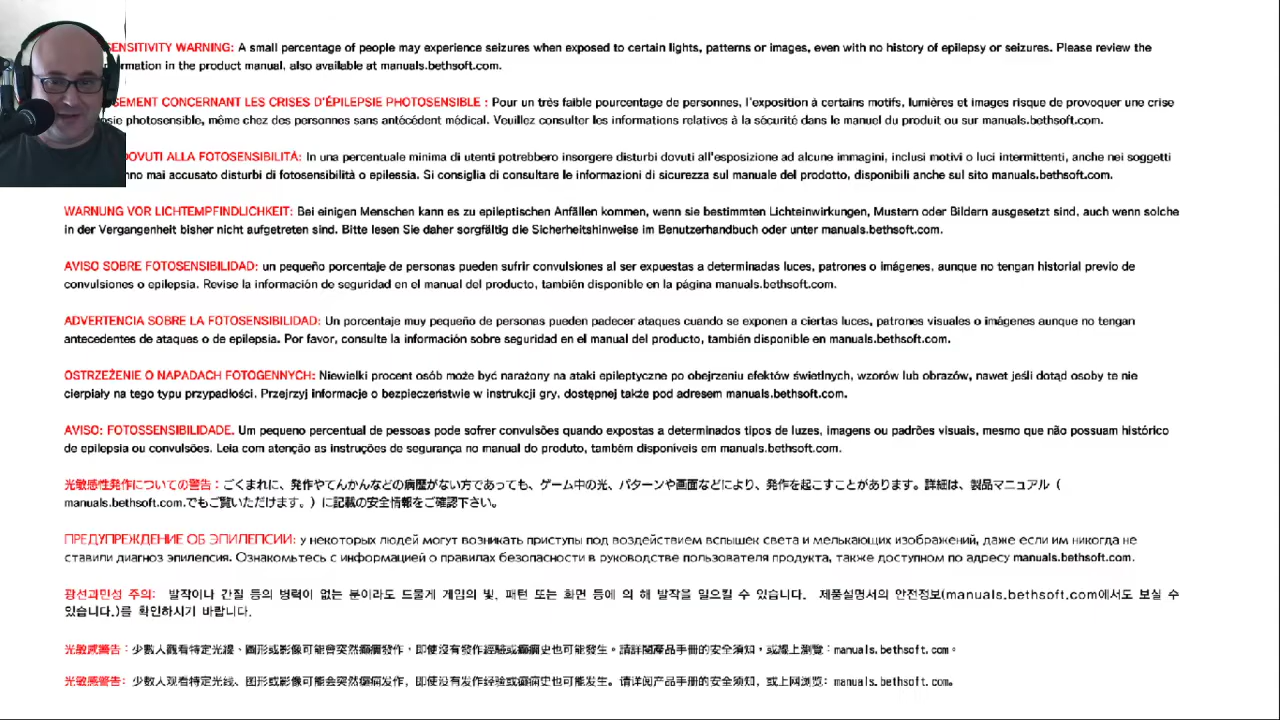 ENSITIVITY WARNING: A small percentage of people may experience seizures when exposed to certain lights, patterns or images, even with no history of epilepsy or seizures. Please review the
rmation in the product manual, also available at manuals.bethsoft.com.
SEMENT CONCERNANT LES CRISES D'ÉPILEPSIE PHOTOSENSIBLE : Pour un très faible pourcentage de personnes, l'exposition à certains motifs, lumières et images risque de provoquer une crise
psie photosensible, même chez des personnes sans antécédent médical. Veuillez consulter les informations relatives à la sécurité dans le manuel du produit ou sur manuals.bethsoft.com.
DOVUTI ALLA FOTOSENSIBILITÀ: In una percentuale minima di utenti potrebbero insorgere disturbi dovuti all'esposizione ad alcune immagini, inclusi motivi o luci intermittenti, anche nei soggetti
nno mai accusato disturbi di fotosensibilità o epilessia. Si consiglia di consultare le informazioni di sicurezza sul manuale del prodotto, disponibili anche sul sito manuals.bethsoft.com.
WARNUNG VOR LICHTEMPFINDLICHKEIT: Bei einigen Menschen kann es zu epileptischen Anfällen kommen, wenn sie bestimmten Lichteinwirkungen, Mustern oder Bildern ausgesetzt sind, auch wenn solche
in der Vergangenheit bisher nicht aufgetreten sind. Bitte lesen Sie daher sorgfältig die Sicherheitshinweise im Benutzerhandbuch oder unter manuals.bethsoft.com.
AVISO SOBRE FOTOSENSIBILIDAD: un pequeño porcentaje de personas pueden sufrir convulsiones al ser expuestas a determinadas luces, patrones o imágenes, aunque no tengan historial previo de
convulsiones o epilepsia. Revise la información de seguridad en el manual del producto, también disponible en la página manuals.bethsoft.com.
ADVERTENCIA SOBRE LA FOTOSENSIBILIDAD: Un porcentaje muy pequeño de personas pueden padecer ataques cuando se exponen a ciertas luces, patrones visuales o imágenes aunque no tengan
antecedentes de ataques o de epilepsia. Por favor, consulte la información sobre seguridad en el manual del producto, también disponible en manuals.bethsoft.com.
OSTRZEŻENIE O NAPADACH FOTOGENNYCH: Niewielki procent osób może być narażony na ataki epileptyczne po obejrzeniu efektów świetlnych, wzorów lub obrazów, nawet jeśli dotąd osoby te nie
cierpiały na tego typu przypadłości. Przejrzyj informacje o bezpieczeństwie w instrukcji gry, dostępnej także pod adresem manuals.bethsoft.com.
AVISO: FOTOSSENSIBILIDADE. Um pequeno percentual de pessoas pode sofrer convulsões quando expostas a determinados tipos de luzes, imagens ou padrões visuais, mesmo que não possuam histórico
de epilepsia ou convulsões. Leia com atenção as instruções de segurança no manual do produto, também disponíveis em manuals.bethsoft.com.
光敏感性発作についての警告：ごくまれに、発作やてんかんなどの病歴がない方であっても、ゲーム中の光、パターンや画面などにより、発作を起こすことがあります。詳細は、製品マニュアル（
manuals.bethsoft.com.でもご覧いただけます。）に記載の安全情報をご確認下さい。
ПРЕДУПРЕЖДЕНИЕ ОБ ЭПИЛЕПСИИ: у некоторых людей могут возникать приступы под воздействием вспышек света и мелькающих изображений, даже если им никогда не
ставили диагноз эпилепсия. Ознакомьтесь с информацией о правилах безопасности в руководстве пользователя продукта, также доступном по адресу manuals.bethsoft.com.
광선과민성 주의: 발작이나 간질 등의 병력이 없는 분이라도 드물게 게임의 빛, 패턴 또는 화면 등에 의 해 발작을 일으킬 수 있습니다. 제품설명서의 안전정보(manuals.bethsoft.com에서도 보실 수
있습니다.)를 확인하시기 바랍니다.
光敏感警告：少數人觀看特定光線、圖形或影像可能會突然癲癇發作，即使沒有發作經驗或癲癇史也可能發生。請詳閱產品手冊的安全須知，或線上瀏覽：manuals.bethsoft.com。
光敏感警告: 少数人观看特定光线、图形或影像可能会突然癫痫发作, 即使没有发作经验或癫痫史也可能发生。请详阅产品手册的安全须知, 或上网浏览: manuals.bethsoft.com。